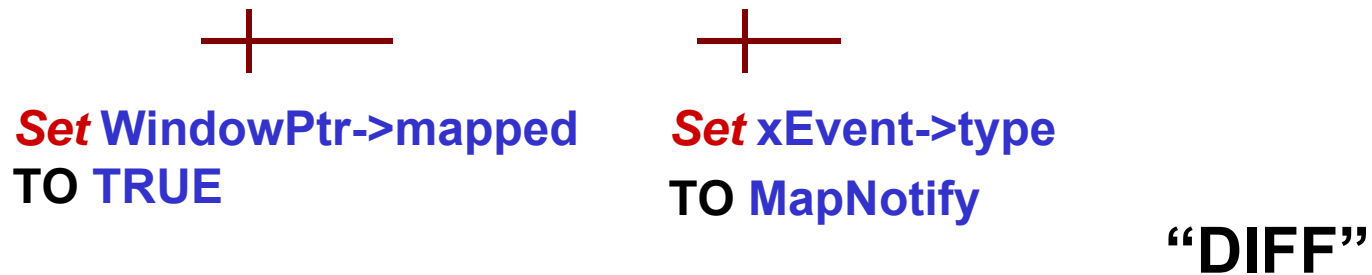 Set WindowPtr->mapped
TO TRUE
Set xEvent->type
TO MapNotify
“DIFF”